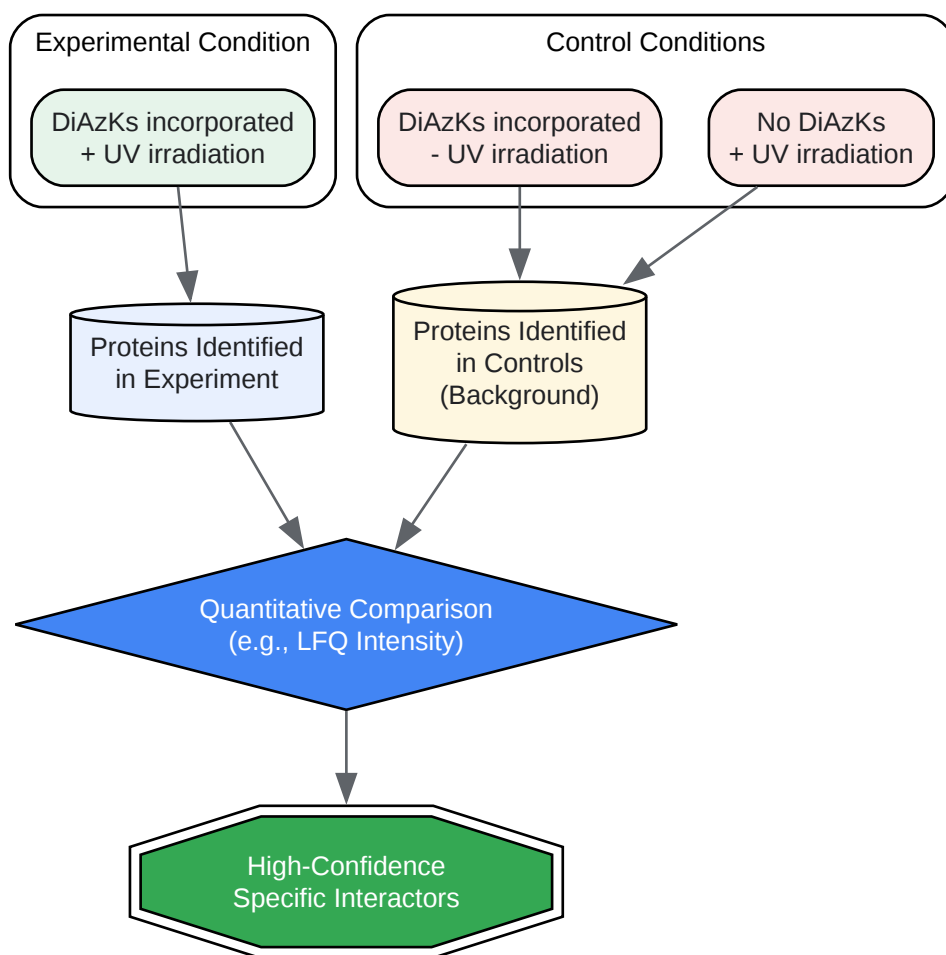 Experimental Condition
Control Conditions
DiAzKs incorporated
+ UV irradiation
DiAzKs incorporated
- UV irradiation
No DiAzKs
+ UV irradiation
Proteins Identified
in Experiment
Proteins Identified
in Controls
(Background)
Quantitative Comparison
(e.g., LFQ Intensity)
High-Confidence
Specific Interactors